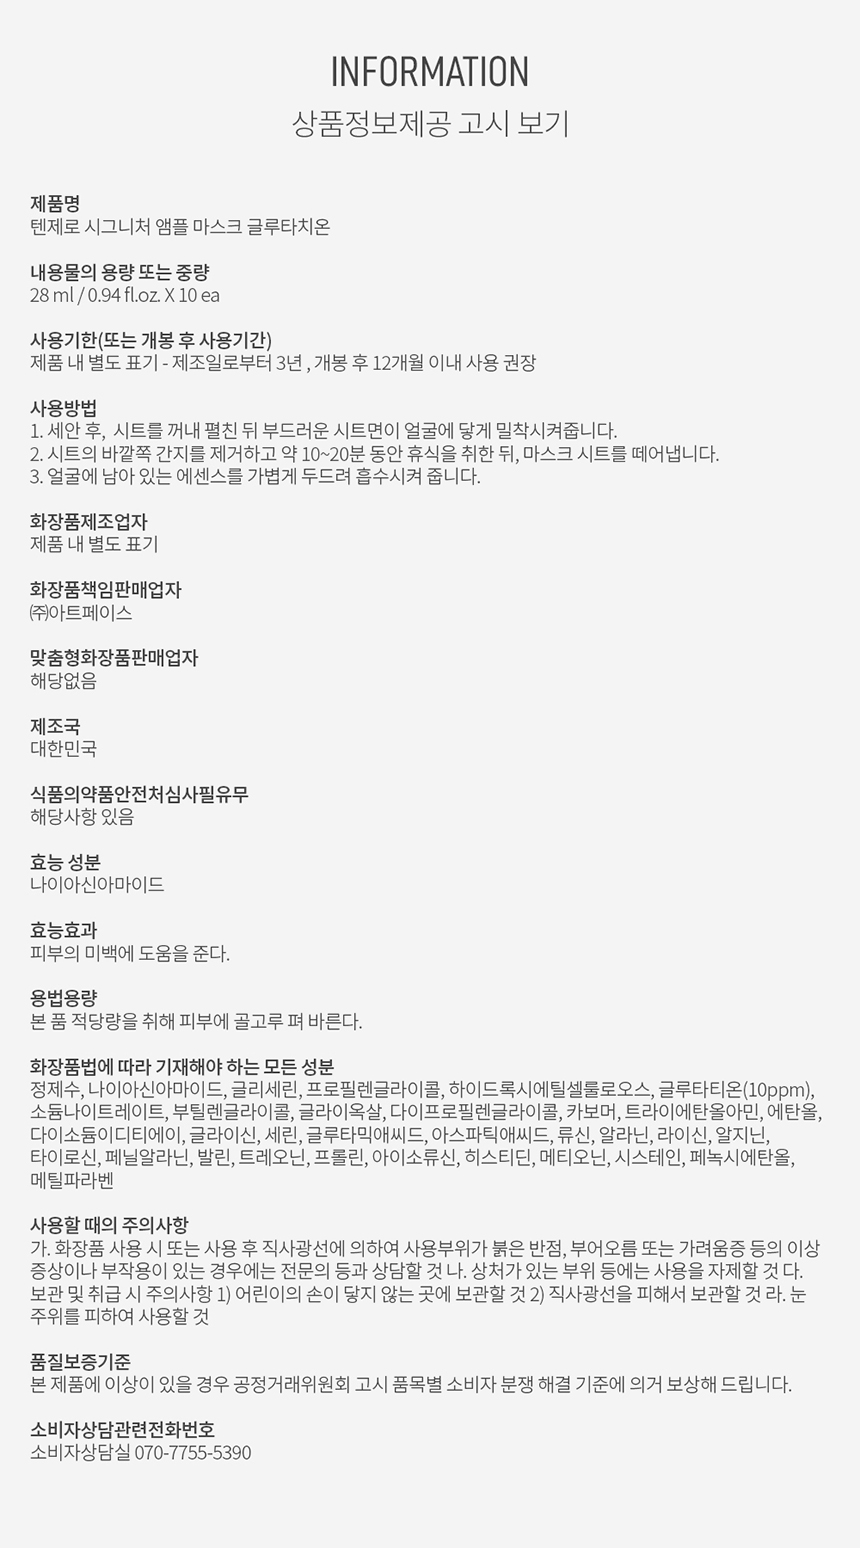 INFORMATION
상품정보제공 고시 보기
제품명
텐제로 시그니처 앰플 마스크 글루타치온
내용물의 용량 또는 중량
28 ml / 0.94 fl.oz. X 10 ea
사용기한(또는 개봉 후 사용기간)
제품 내 별도 표기 - 제조일로부터 3년 , 개봉 후 12개월 이내 사용 권장
사용방법
1. 세안 후,  시트를 꺼내 펼친 뒤 부드러운 시트면이 얼굴에 닿게 밀착시켜줍니다.
2. 시트의 바깥쪽 간지를 제거하고 약 10~20분 동안 휴식을 취한 뒤, 마스크 시트를 떼어냅니다.
3. 얼굴에 남아 있는 에센스를 가볍게 두드려 흡수시켜 줍니다.
화장품제조업자
제품 내 별도 표기
화장품책임판매업자
㈜아트페이스
맞춤형화장품판매업자
해당없음
제조국
대한민국
식품의약품안전처심사필유무
해당사항 있음
효능 성분
나이아신아마이드
효능효과
피부의 미백에 도움을 준다.
용법용량
본 품 적당량을 취해 피부에 골고루 펴 바른다.
화장품법에 따라 기재해야 하는 모든 성분
정제수, 나이아신아마이드, 글리세린, 프로필렌글라이콜, 하이드록시에틸셀룰로오스, 글루타티온(10ppm),
소듐나이트레이트, 부틸렌글라이콜, 글라이옥살, 다이프로필렌글라이콜, 카보머, 트라이에탄올아민, 에탄올,
다이소듐이디티에이, 글라이신, 세린, 글루타믹애씨드, 아스파틱애씨드, 류신, 알라닌, 라이신, 알지닌,
타이로신, 페닐알라닌, 발린, 트레오닌, 프롤린, 아이소류신, 히스티딘, 메티오닌, 시스테인, 페녹시에탄올,
메틸파라벤
사용할 때의 주의사항
가. 화장품 사용 시 또는 사용 후 직사광선에 의하여 사용부위가 붉은 반점, 부어오름 또는 가려움증 등의 이상
증상이나 부작용이 있는 경우에는 전문의 등과 상담할 것 나. 상처가 있는 부위 등에는 사용을 자제할 것 다.
보관 및 취급 시 주의사항 1) 어린이의 손이 닿지 않는 곳에 보관할 것 2) 직사광선을 피해서 보관할 것 라. 눈
주위를 피하여 사용할 것
품질보증기준
본 제품에 이상이 있을 경우 공정거래위원회 고시 품목별 소비자 분쟁 해결 기준에 의거 보상해 드립니다.
소비자상담관련전화번호
소비자상담실 070-7755-5390